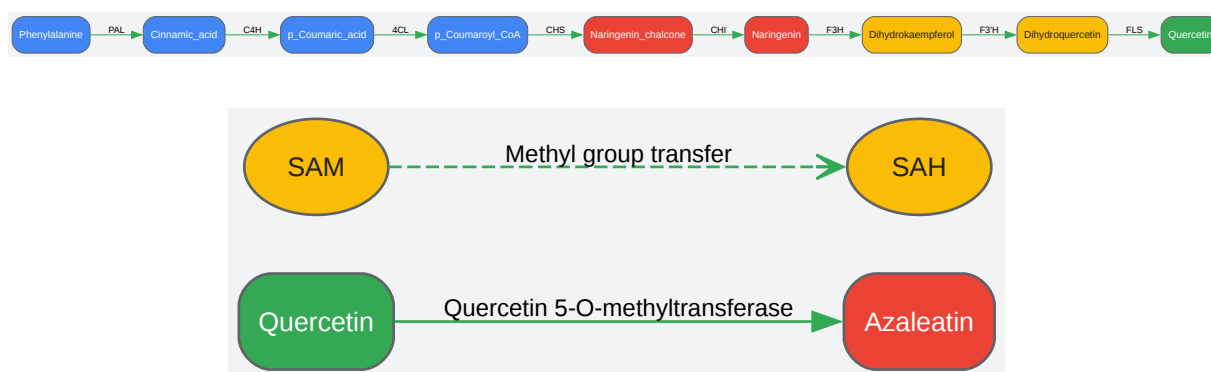 Phenylalanine PAL Cinnamic_acid C4H p_Coumaric_acid 4CL p_Coumaroyl_CoA CHS Naringenin_chalcone CHI Naringenin F3H Dihydrokaempferol F3'H Dihydroquercetin FLS Quercetin
SAM Methyl group transfer SAH
Quercetin Quercetin 5-O-methyltransferase Azaleatin